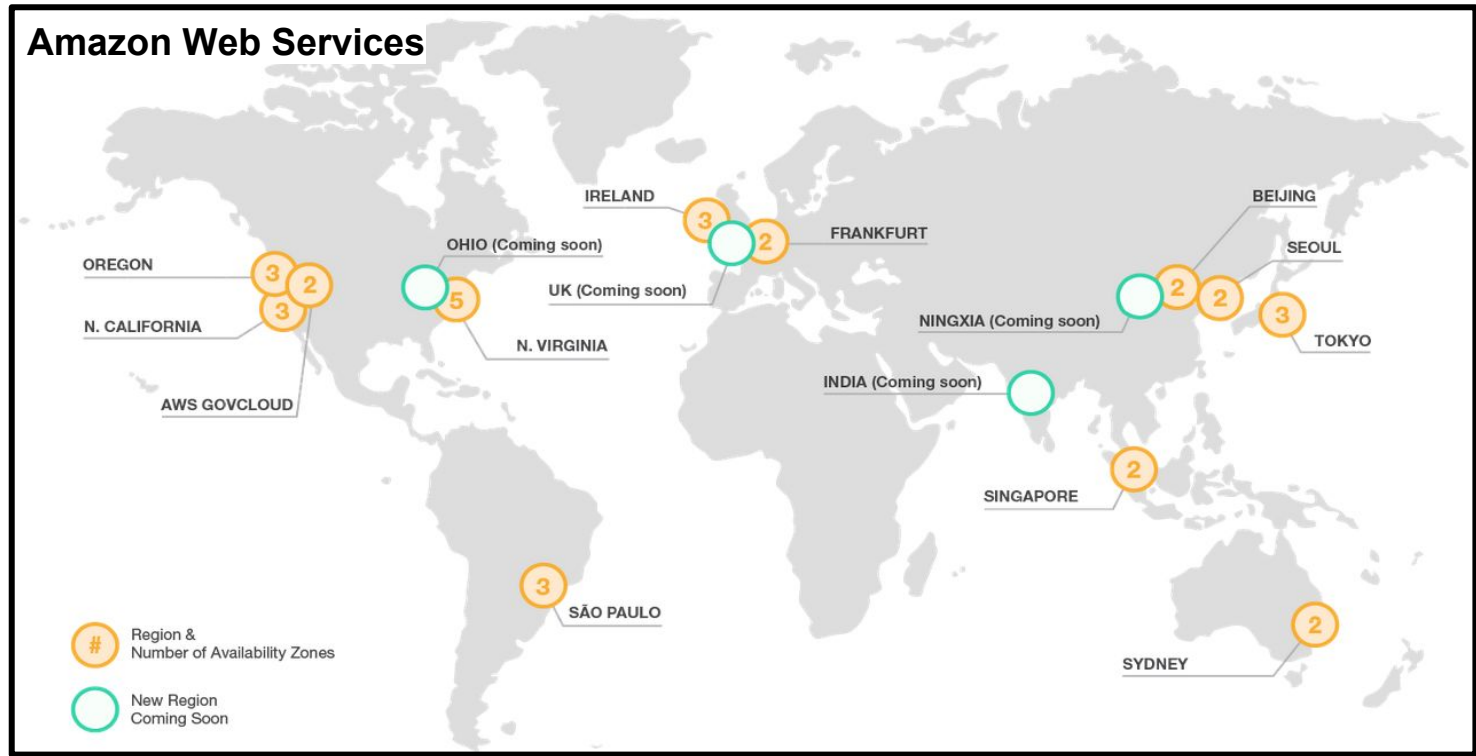 Amazon Web Services
IRELAND
3
BEIJING
FRANKFURT
2
OHIO (Coming soon)
SEOUL
OREGON
3
2
UK (Coming soon)
2
2
5
N. CALIFORNIA
3
NINGXIA (Coming soon)
3
N. VIRGINIA
TOKYO
INDIA (Coming soon)
AWS GOVCLOUD
2
SINGAPORE
3
SÃO PAULO
2
SYDNEY
#
Region &
Number of Availability Zones
New Region
Coming Soon